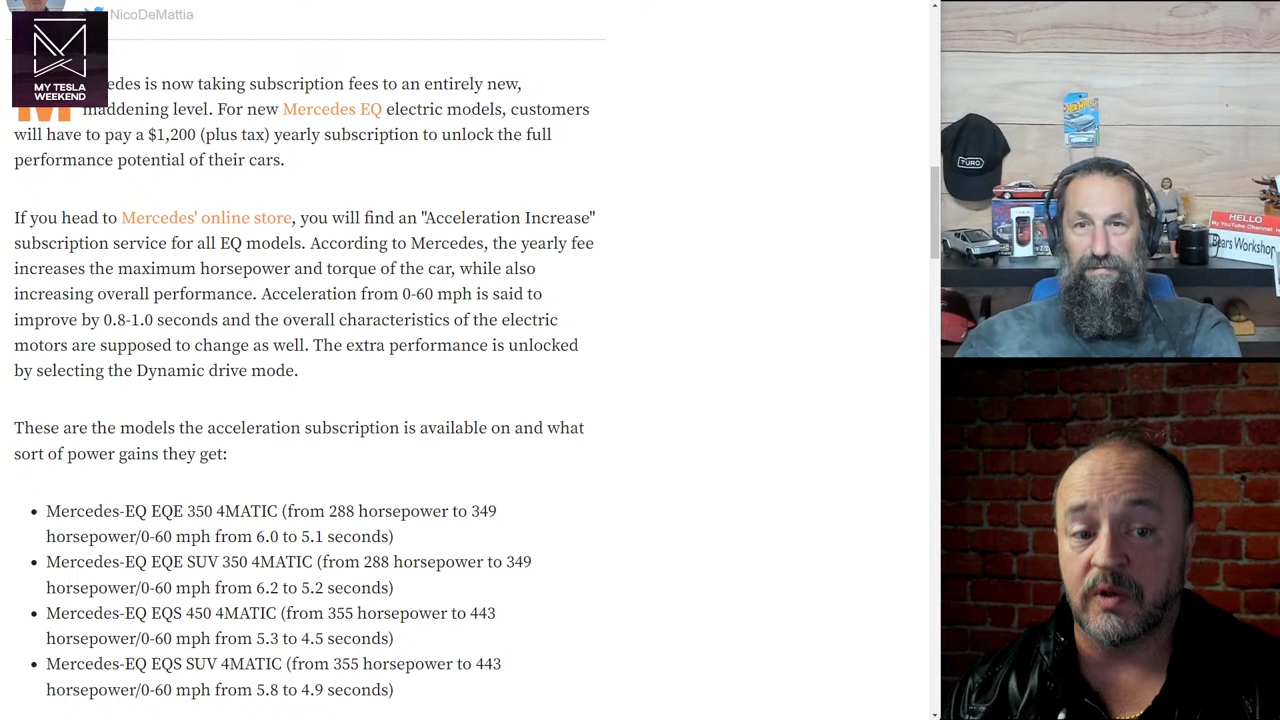 NicoDeMattia
MY TESLA
WEEKEND
edes is now taking subscription fees to an entirely new,
maddening level. For new Mercedes EQ electric models, customers
will have to pay a $1,200 (plus tax) yearly subscription to unlock the full
performance potential of their cars.
If you head to Mercedes' online store, you will find an "Acceleration Increase"
subscription service for all EQ models. According to Mercedes, the yearly fee
increases the maximum horsepower and torque of the car, while also
increasing overall performance. Acceleration from 0-60 mph is said to
improve by 0.8-1.0 seconds and the overall characteristics of the electric
motors are supposed to change as well. The extra performance is unlocked
by selecting the Dynamic drive mode.
These are the models the acceleration subscription is available on and what
sort of power gains they get:
Mercedes-EQ EQE 350 4MATIC (from 288 horsepower to 349
horsepower/0-60 mph from 6.0 to 5.1 seconds)
Mercedes-EQ EQE SUV 350 4MATIC (from 288 horsepower to 349
horsepower/0-60 mph from 6.2 to 5.2 seconds)
Mercedes-EQ EQS 450 4MATIC (from 355 horsepower to 443
horsepower/0-60 mph from 5.3 to 4.5 seconds)
Mercedes-EQ EQS SUV 4MATIC (from 355 horsepower to 443
horsepower/0-60 mph from 5.8 to 4.9 seconds)
Hot Wheels
TURO
HELLO
My YouTube Channel is
Bears Workshop